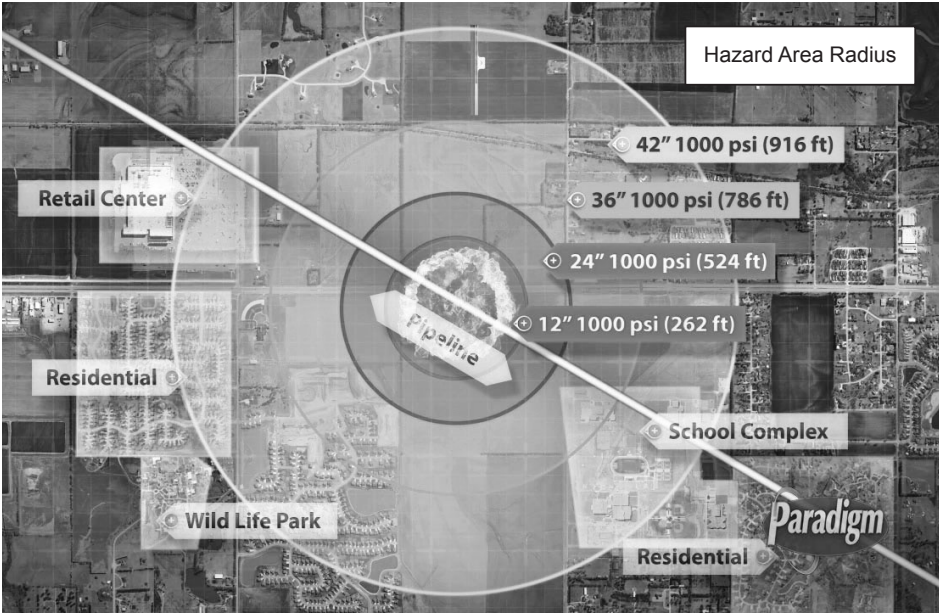 Hazard Area Radius
42” 1000 psi (916 ft)
36” 1000 psi (786 ft)
Retail Center
24” 1000 psi (524 ft)
12” 1000 psi (262 ft)
Pipeline
Residential
School Complex
Wild Life Park
Paradigm
Residential